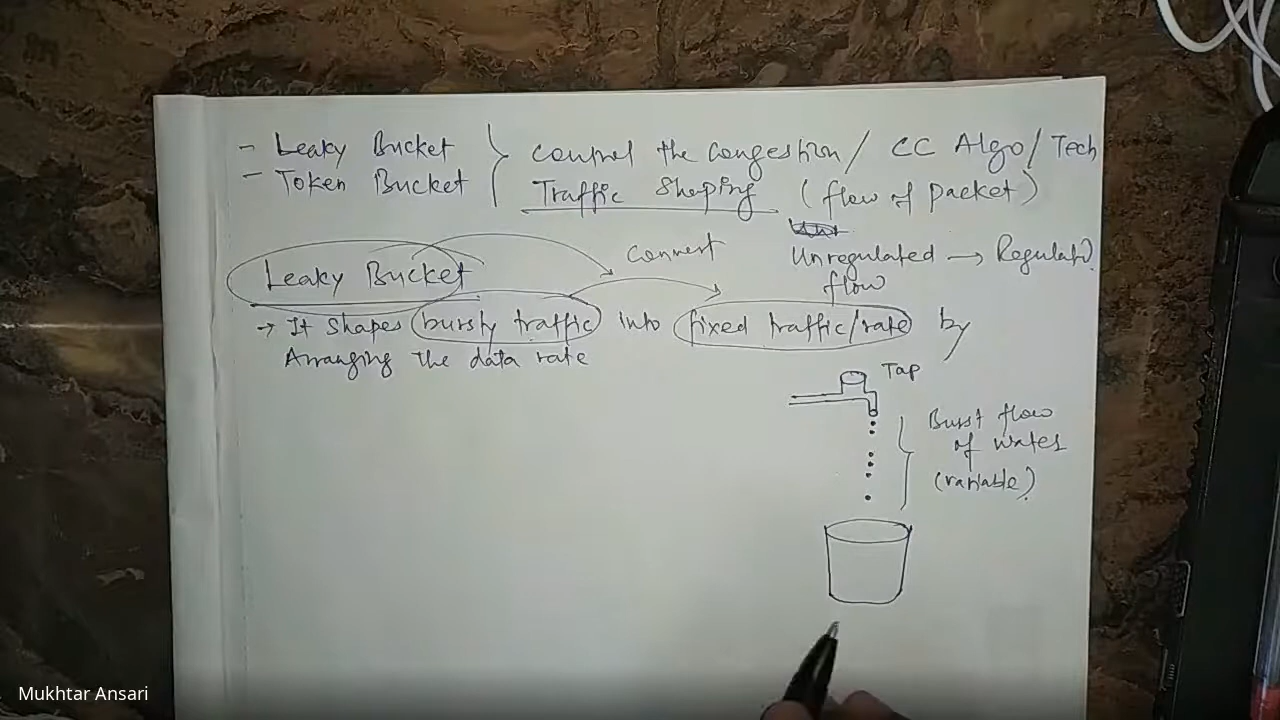 - Leaky Bucket
- Token Bucket
control the congestion / CC Algo / Tech
Traffic Shaping (flow of packet)
Leaky Bucket
convert
Unregulated → Regulated
flow
→ It shapes bursty traffic into fixed traffic/rate by
Arranging the data rate
Tap
Burst flow
of water
(variable)
Mukhtar Ansari